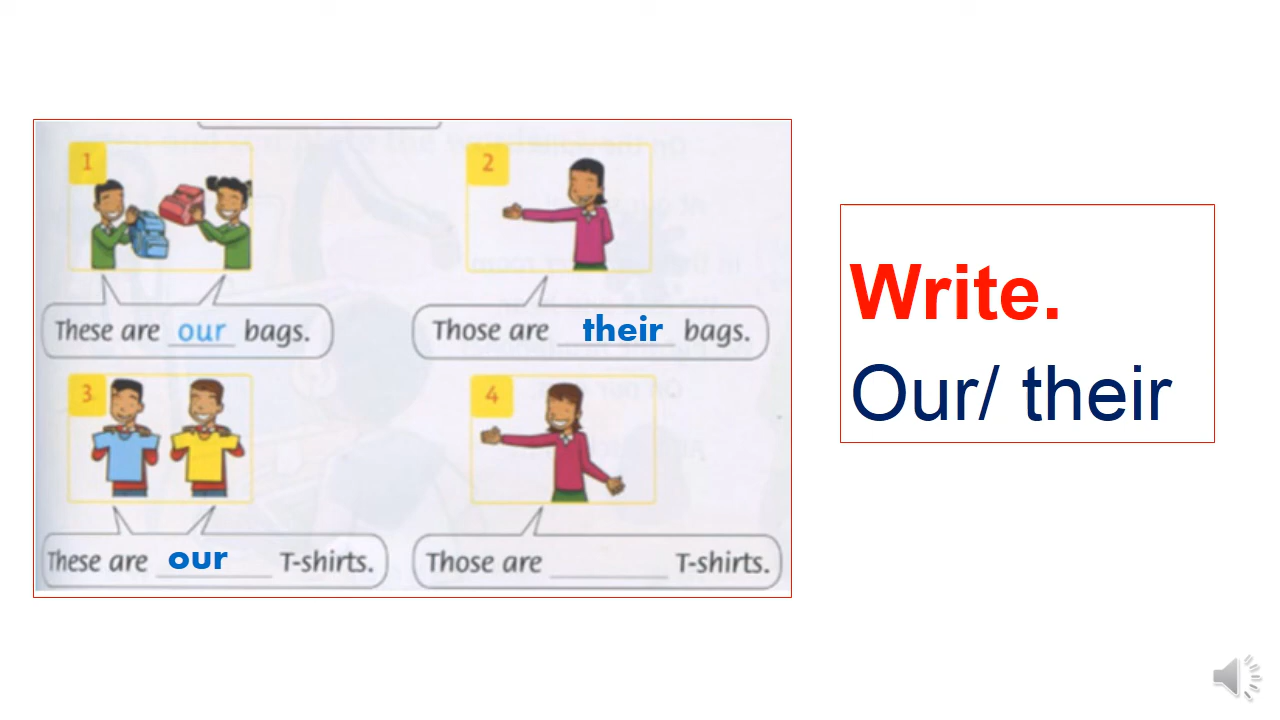 1
2
These are our bags.
Those are their bags.
3
4
These are our T-shirts.
Those are ________ T-shirts.
Write.
Our/ their